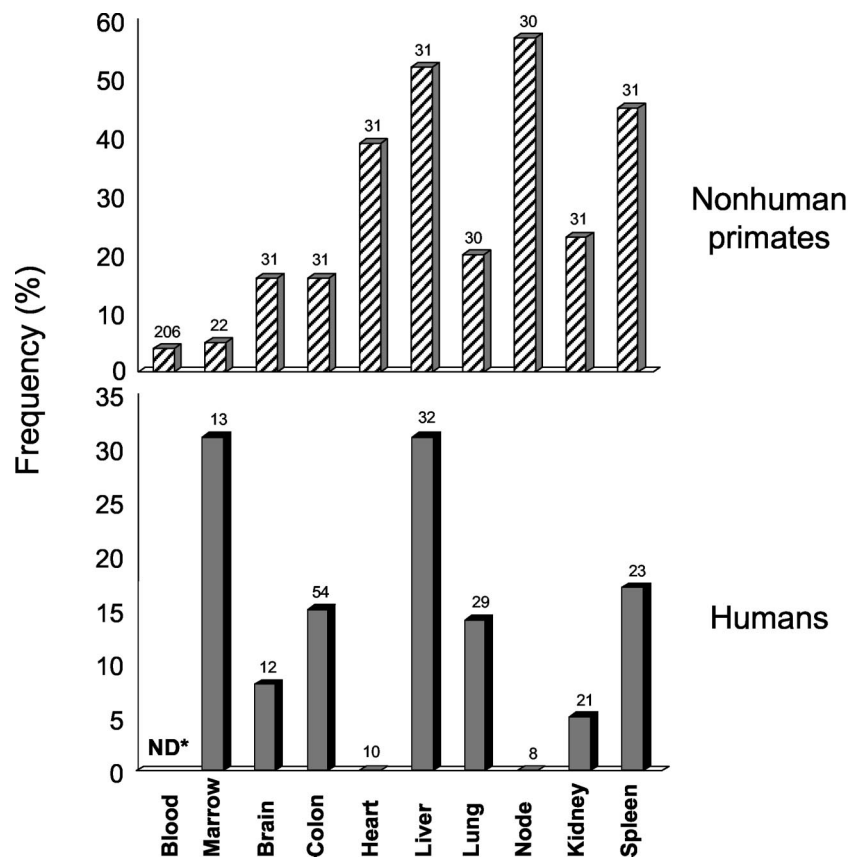 Frequency (%)
60
50
40
30
20
10
0
206
22
31
31
31
31
30
30
31
31
Nonhuman
primates
35
30
25
20
15
10
5
0
ND*
13
12
54
10
32
29
8
21
23
Humans
Blood
Marrow
Brain
Colon
Heart
Liver
Lung
Node
Kidney
Spleen